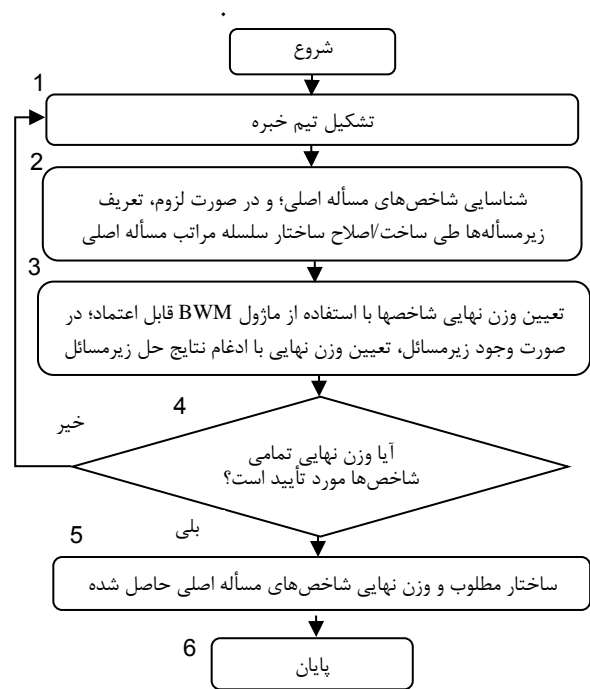 شروع
1
تشکیل تیم خبره
2
شناسایی شاخص‌های مسأله اصلی؛ و در صورت لزوم، تعریف
زیرمسأله‌ها طی ساخت/اصلاح ساختار سلسله مراتب مسأله اصلی
3
تعیین وزن نهایی شاخصها با استفاده از ماژول BWM قابل اعتماد؛ در
صورت وجود زیرمسائل، تعیین وزن نهایی با ادغام نتایج حل زیرمسائل
4
خیر
آیا وزن نهایی تمامی
شاخص‌ها مورد تأیید است؟
بلی
5
ساختار مطلوب و وزن نهایی شاخص‌های مسأله اصلی حاصل شده
6
پایان